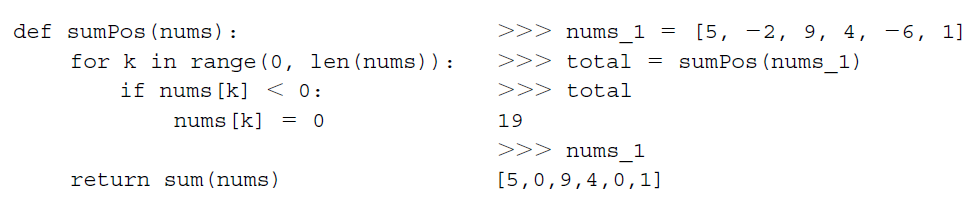 def sumPos(nums):
    for k in range(0, len(nums)):
        if nums[k] < 0:
            nums[k] = 0
    return sum(nums)
>>> nums_1 = [5, −2, 9, 4, −6, 1]
>>> total = sumPos(nums_1)
>>> total
19
>>> nums_1
[5,0,9,4,0,1]